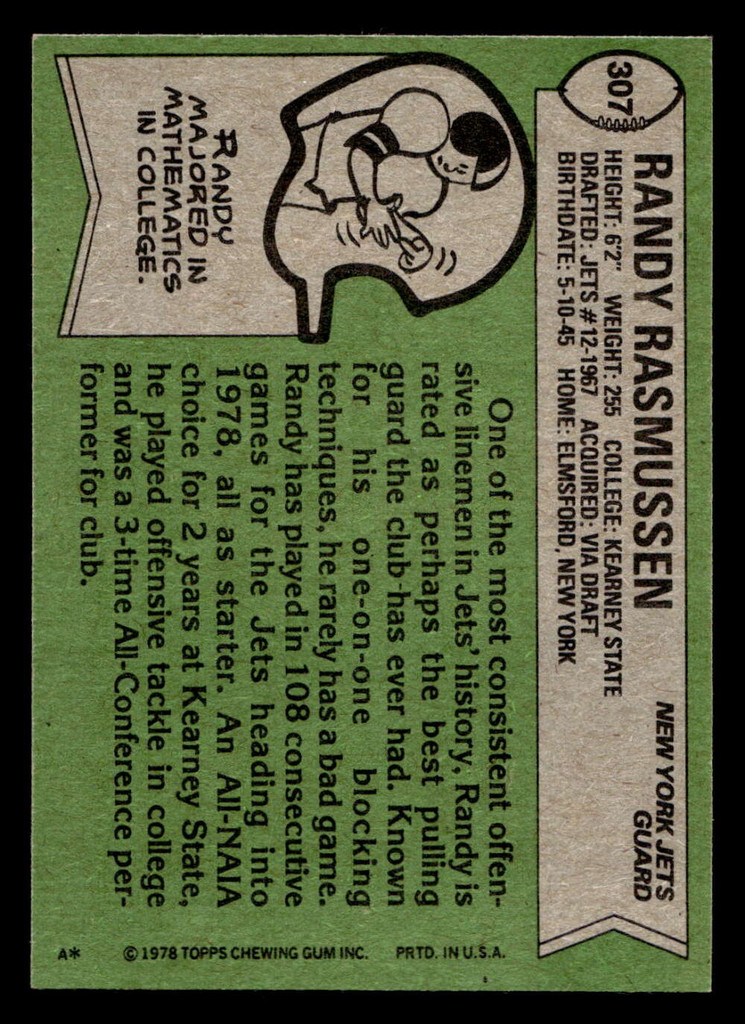 307
RANDY RASMUSSEN
NEW YORK JETS
GUARD
HEIGHT: 6'2" WEIGHT: 255 COLLEGE: KEARNEY STATE
DRAFTED: JETS #12-1967 ACQUIRED: VIA DRAFT
BIRTHDATE: 5-10-45 HOME: ELMSFORD, NEW YORK
RANDY
MAJORED IN
MATHEMATICS
IN COLLEGE.
One of the most consistent offen-
sive linemen in Jets' history, Randy is
rated as perhaps the best pulling
guard the club has ever had. Known
for his one-on-one blocking
techniques, he rarely has a bad game.
Randy has played in 108 consecutive
games for the Jets heading into
1978, all as starter. An All-NAIA
choice for 2 years at Kearney State,
he played offensive tackle in college
and was a 3-time All-Conference per-
former for club.
A* © 1978 TOPPS CHEWING GUM INC. PRTD. IN U.S.A.